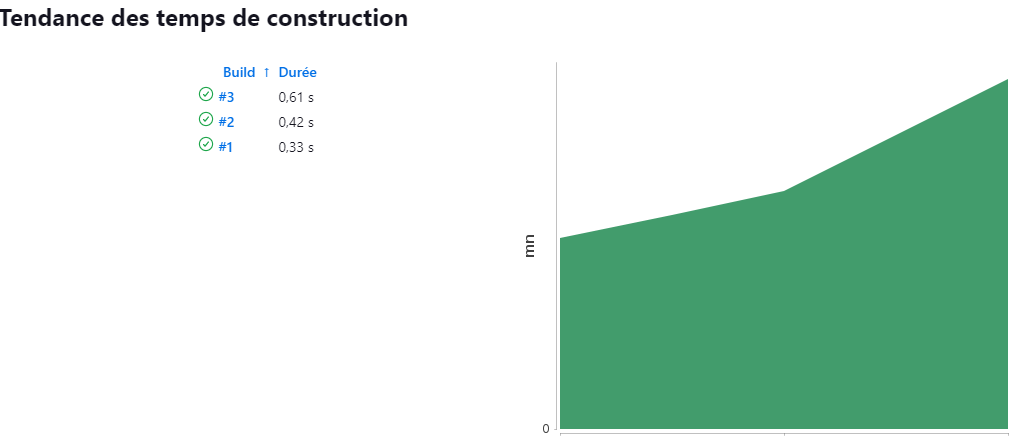 Tendance des temps de construction
Build ↑ Durée
#3 0,61 s
#2 0,42 s
#1 0,33 s
mn
0